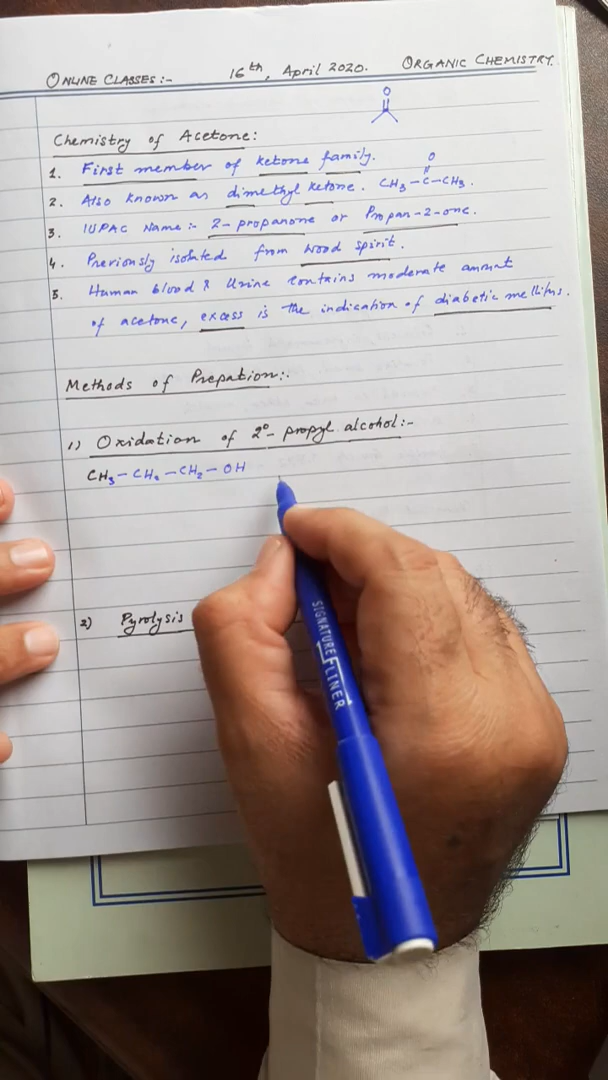 ONLINE CLASSES:- 16th, April 2020. ORGANIC CHEMISTRY.
O
Chemistry of Acetone:
1. First member of ketone family.
O
2. Also known as dimethyl ketone. CH3-C-CH3.
3. IUPAC Name:- 2-propanone or Propan-2-one.
4. Previously isolated from wood spirit.
5. Human blood & Urine contains moderate amount
of acetone, excess is the indication of diabetic mellitus.
Methods of Prepation:-
1) Oxidation of 2°- propyl alcohol:-
CH3-CH2-CH2-OH
2) Pyrolysis
SIGNATURE FLINER